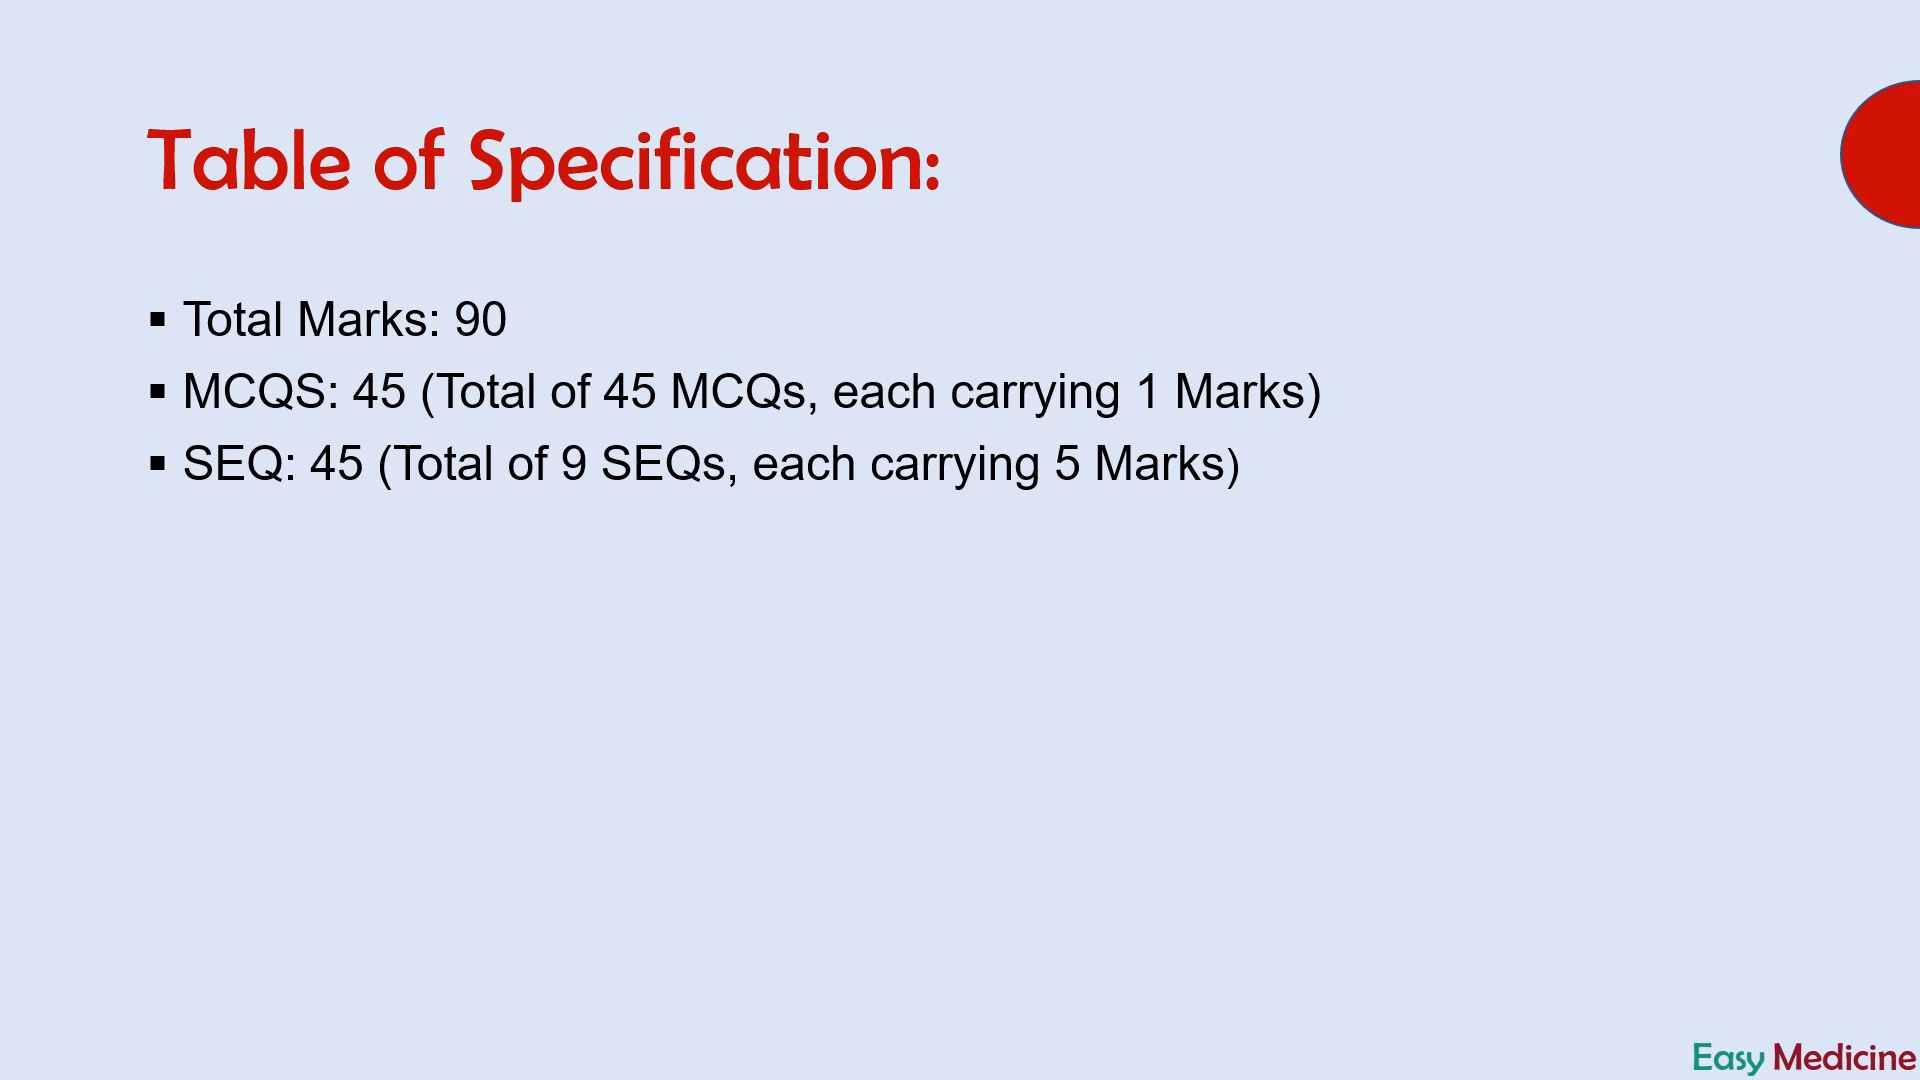 Table of Specification:
▪ Total Marks: 90
▪ MCQS: 45 (Total of 45 MCQs, each carrying 1 Marks)
▪ SEQ: 45 (Total of 9 SEQs, each carrying 5 Marks)
Easy Medicine